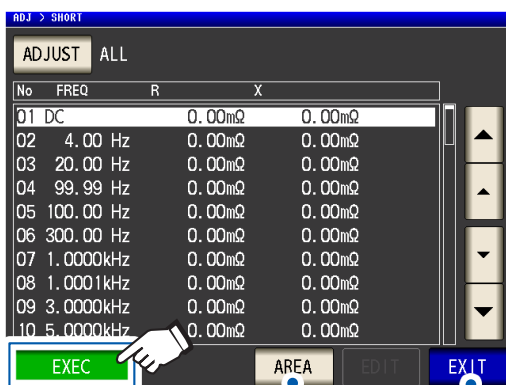 ADJ > SHORT
ADJUST ALL
No FREQ R X
01 DC 0.00mΩ 0.00mΩ
02 4.00 Hz 0.00mΩ 0.00mΩ
03 20.00 Hz 0.00mΩ 0.00mΩ
04 99.99 Hz 0.00mΩ 0.00mΩ
05 100.00 Hz 0.00mΩ 0.00mΩ
06 300.00 Hz 0.00mΩ 0.00mΩ
07 1.0000kHz 0.00mΩ 0.00mΩ
08 1.0001kHz 0.00mΩ 0.00mΩ
09 3.0000kHz 0.00mΩ 0.00mΩ
10 5.0000kHz 0.00mΩ 0.00mΩ
EXEC AREA EDIT EXIT